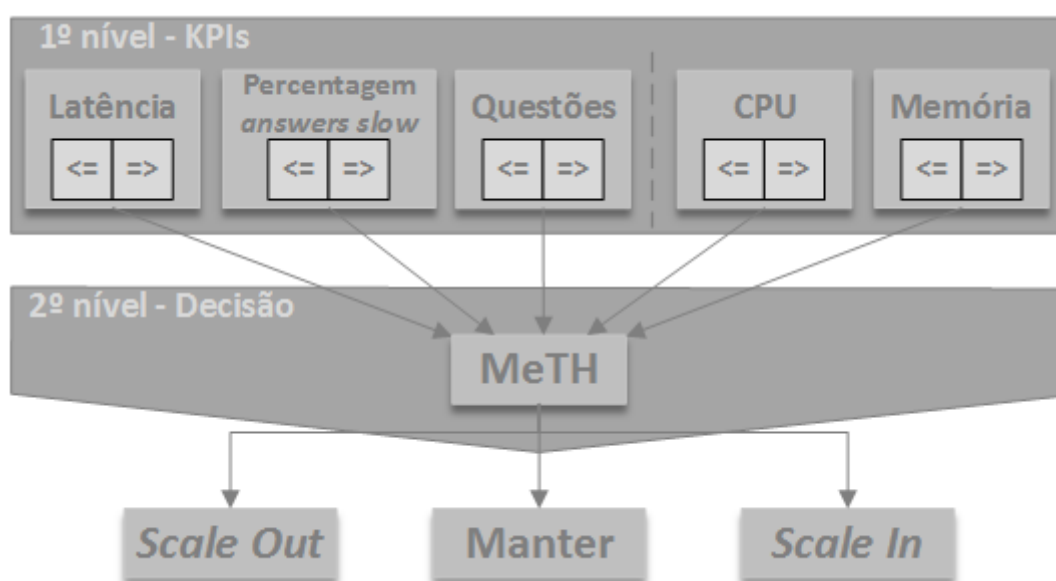 1º nível - KPIs
Latência
<= =>
Percentagem
answers slow
<= =>
Questões
<= =>
CPU
<= =>
Memória
<= =>
2º nível - Decisão
MeTH
Scale Out
Manter
Scale In